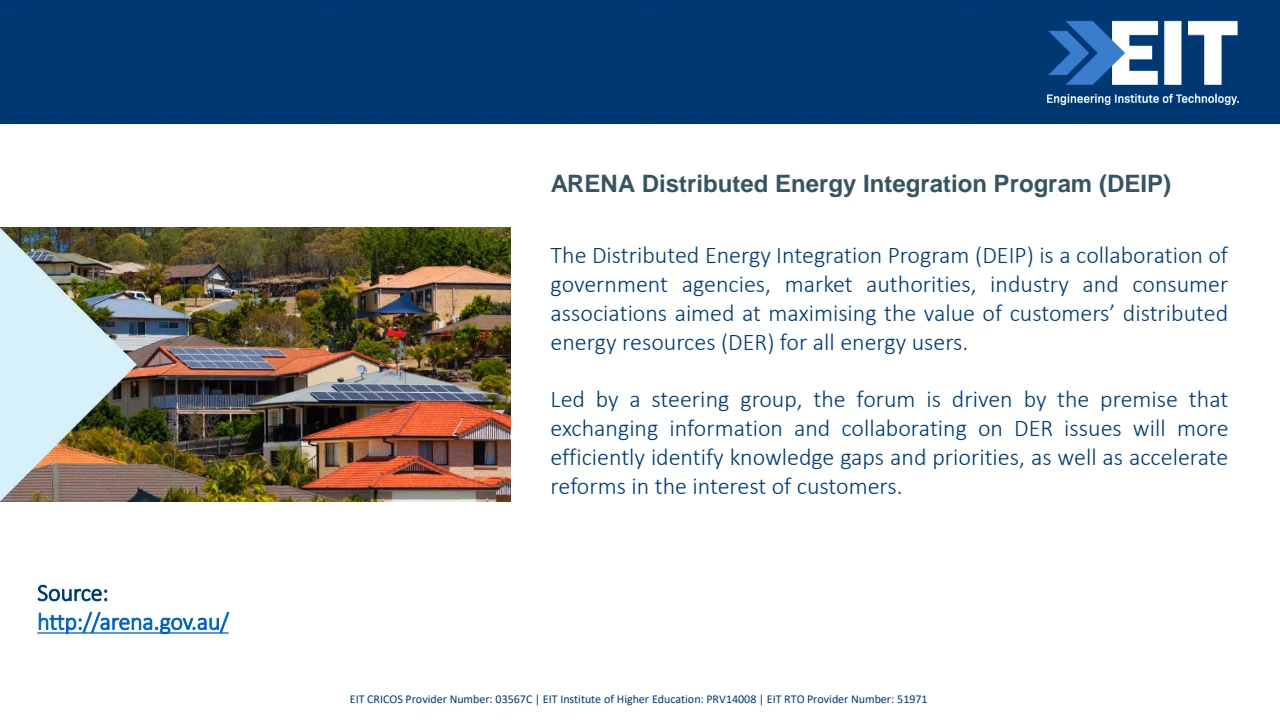 EIT
Engineering Institute of Technology.
ARENA Distributed Energy Integration Program (DEIP)
The Distributed Energy Integration Program (DEIP) is a collaboration of
government agencies, market authorities, industry and consumer
associations aimed at maximising the value of customers’ distributed
energy resources (DER) for all energy users.
Led by a steering group, the forum is driven by the premise that
exchanging information and collaborating on DER issues will more
efficiently identify knowledge gaps and priorities, as well as accelerate
reforms in the interest of customers.
Source:
http://arena.gov.au/
EIT CRICOS Provider Number: 03567C | EIT Institute of Higher Education: PRV14008 | EIT RTO Provider Number: 51971